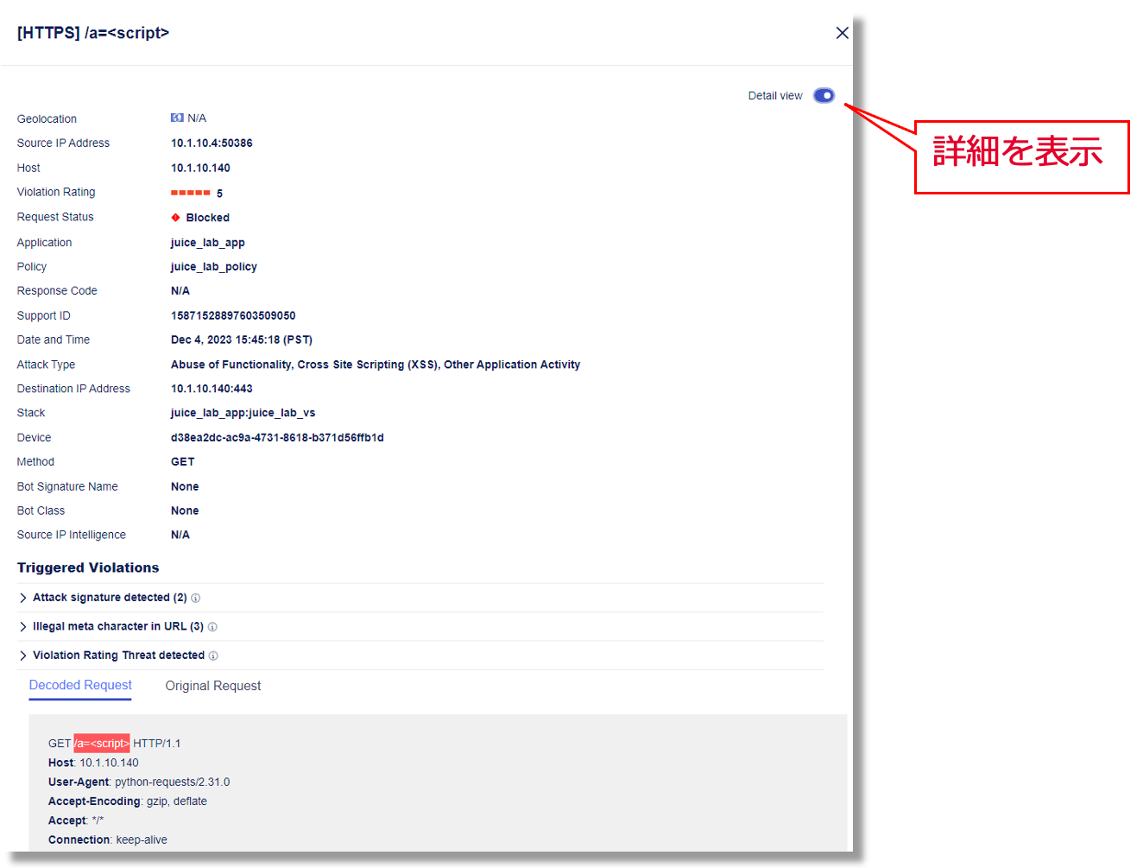 [HTTPS] /a=<script>
Detail view
詳細を表示
Geolocation N/A
Source IP Address 10.1.10.4:50386
Host 10.1.10.140
Violation Rating 5
Request Status Blocked
Application juice_lab_app
Policy juice_lab_policy
Response Code N/A
Support ID 15871528897603509050
Date and Time Dec 4, 2023 15:45:18 (PST)
Attack Type Abuse of Functionality, Cross Site Scripting (XSS), Other Application Activity
Destination IP Address 10.1.10.140:443
Stack juice_lab_app:juice_lab_vs
Device d38ea2dc-ac9a-4731-8618-b371d56ffb1d
Method GET
Bot Signature Name None
Bot Class None
Source IP Intelligence N/A
Triggered Violations
Attack signature detected (2)
Illegal meta character in URL (3)
Violation Rating Threat detected
Decoded Request Original Request
GET /a=<script> HTTP/1.1
Host: 10.1.10.140
User-Agent: python-requests/2.31.0
Accept-Encoding: gzip, deflate
Accept: */*
Connection: keep-alive